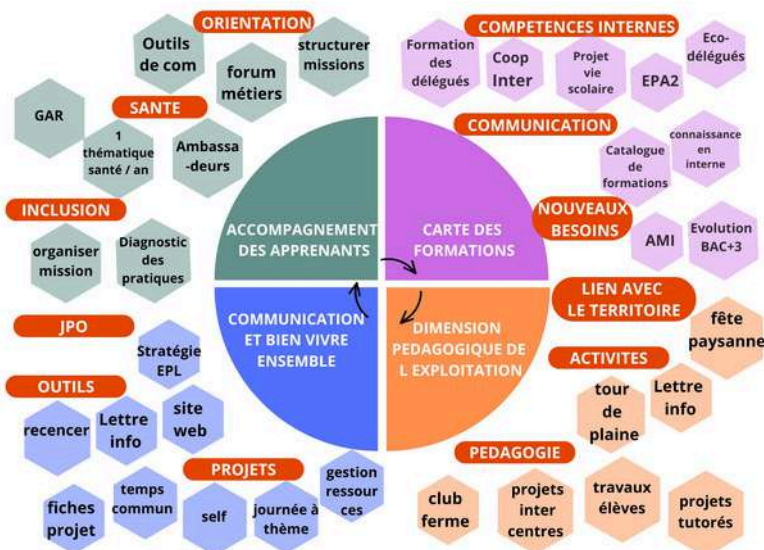 ORIENTATION
Outils
de com
forum
métiers
structurer
missions
SANTE
GAR
1
thématique
santé / an
Ambassa
-deurs
INCLUSION
organiser
mission
Diagnostic
des
pratiques
ACCOMPAGNEMENT
DES APPRENANTS
COMPETENCES INTERNES
Formation
des
délégués
Coop
Inter
Projet
vie
scolaire
EPA2
Eco-
délégués
COMMUNICATION
Catalogue
de
formations
connaissance
en
interne
NOUVEAUX
BESOINS
AMI
Evolution
BAC+3
CARTE DES
FORMATIONS
COMMUNICATION
ET BIEN VIVRE
ENSEMBLE
JPO
Stratégie
EPL
OUTILS
recencer
Lettre
info
site
web
PROJETS
fiches
projet
temps
commun
self
journée à
thème
gestion
ressour
ces
DIMENSION
PEDAGOGIQUE DE
L EXPLOITATION
LIEN AVEC
LE TERRITOIRE
fête
paysanne
ACTIVITES
tour
de
plaine
Lettre
info
PEDAGOGIE
club
ferme
projets
inter
centres
travaux
élèves
projets
tutorés